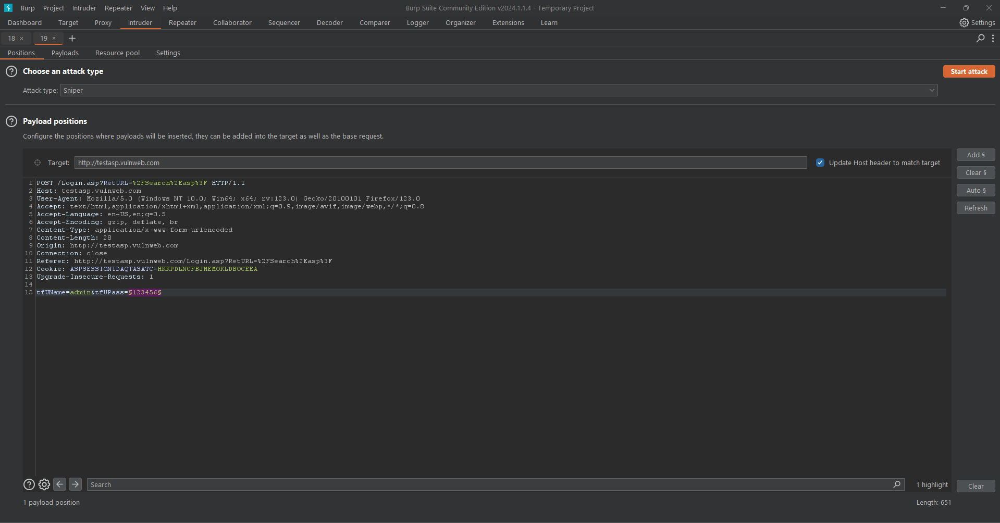 Burp Project Intruder Repeater View Help Burp Suite Community Edition v2024.1.1.4 - Temporary Project
Dashboard Target Proxy Intruder Repeater Collaborator Sequencer Decoder Comparer Logger Organizer Extensions Learn Settings
18 × 19 × +
Positions Payloads Resource pool Settings
? Choose an attack type Start attack
Attack type: Sniper
? Payload positions
Configure the positions where payloads will be inserted, they can be added into the target as well as the base request.
Target: http://testasp.vulnweb.com Update Host header to match target
Add §
Clear §
Auto §
Refresh
1 POST /Login.asp?RetURL=%2FSearch%2Easp%3F HTTP/1.1
2 Host: testasp.vulnweb.com
3 User-Agent: Mozilla/5.0 (Windows NT 10.0; Win64; x64; rv:123.0) Gecko/20100101 Firefox/123.0
4 Accept: text/html,application/xhtml+xml,application/xml;q=0.9,image/avif,image/webp,*/*;q=0.8
5 Accept-Language: en-US,en;q=0.5
6 Accept-Encoding: gzip, deflate, br
7 Content-Type: application/x-www-form-urlencoded
8 Content-Length: 28
9 Origin: http://testasp.vulnweb.com
10 Connection: close
11 Referer: http://testasp.vulnweb.com/Login.asp?RetURL=%2FSearch%2Easp%3F
12 Cookie: ASPSESSIONIDAQTASATC=HKKPDLNCFBJMEMOKLDBOCEEA
13 Upgrade-Insecure-Requests: 1
14
15 tfUName=admin&tfUPass=§123456§
? Search 1 highlight Clear
1 payload position Length: 651